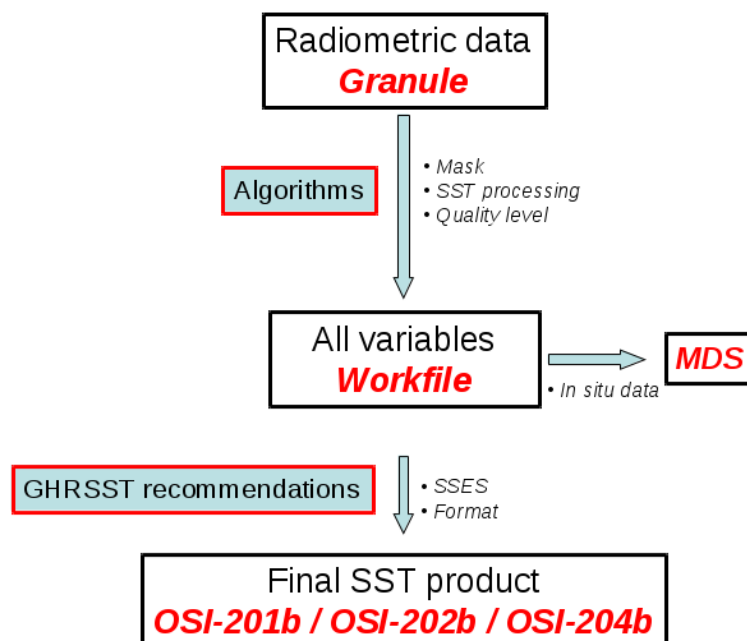 Radiometric data
Granule
Algorithms
• Mask
• SST processing
• Quality level
All variables
Workfile
MDS
• In situ data
GHRSST recommendations
• SSES
• Format
Final SST product
OSI-201b / OSI-202b / OSI-204b